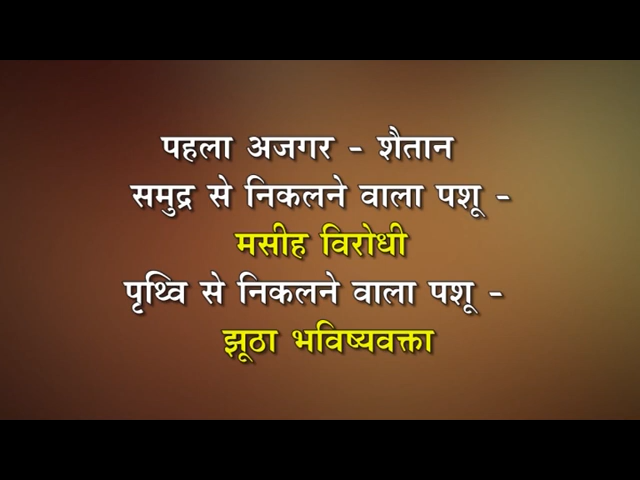 पहला अजगर - शैतान
समुद्र से निकलने वाला पशू -
मसीह विरोधी
पृथ्वि से निकलने वाला पशू -
झूठा भविष्यवक्ता